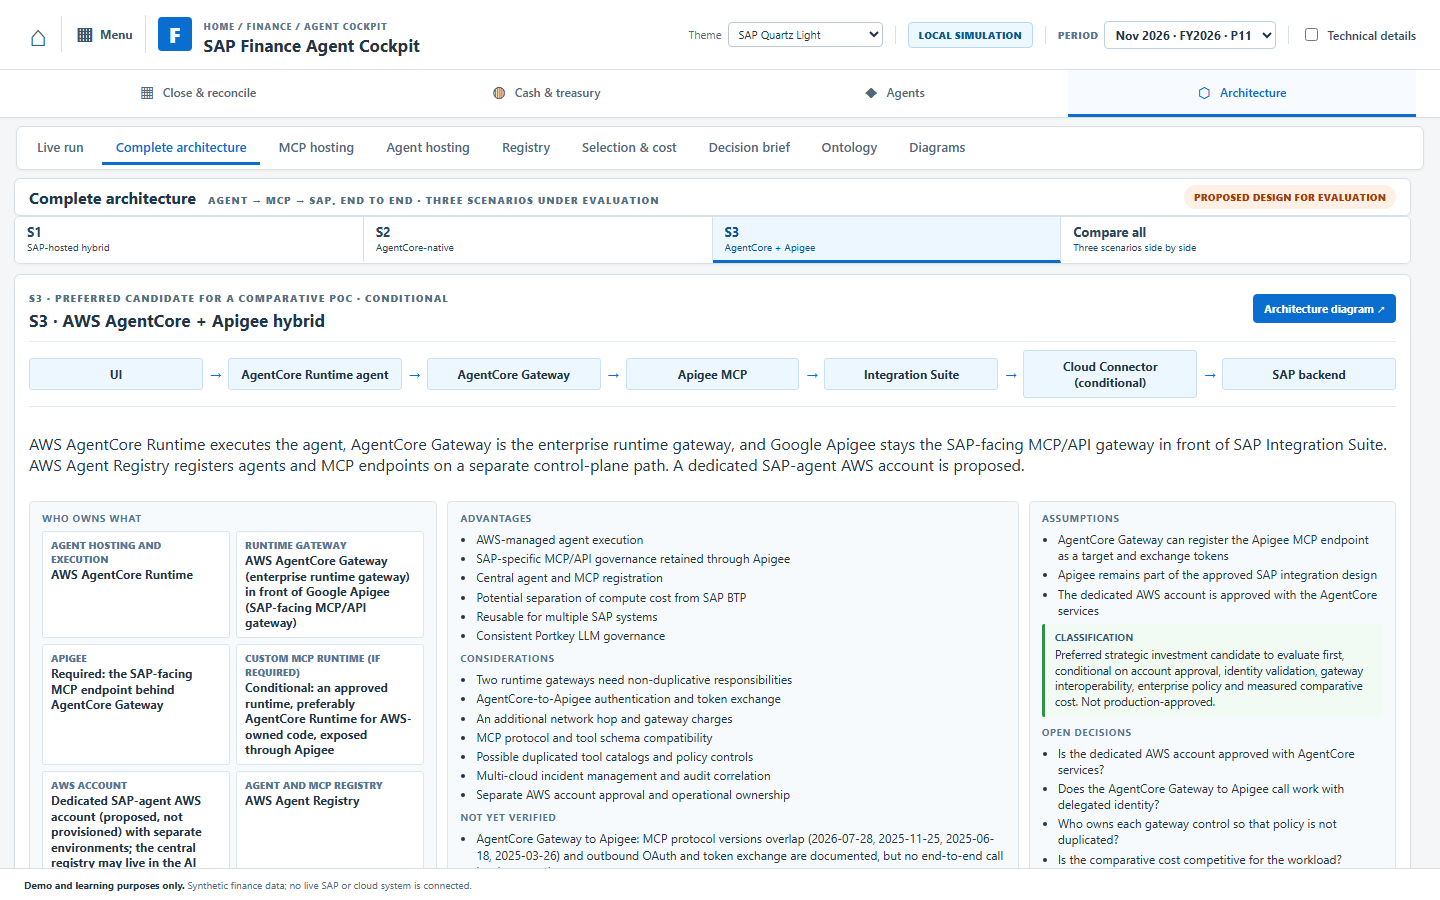 HOME / FINANCE / AGENT COCKPIT
Menu
F
SAP Finance Agent Cockpit
Theme
SAP Quartz Light
LOCAL SIMULATION
PERIOD
Nov 2026 · FY2026 · P11
Technical details
Close & reconcile
Cash & treasury
Agents
Architecture
Live run
Complete architecture
MCP hosting
Agent hosting
Registry
Selection & cost
Decision brief
Ontology
Diagrams
Complete architecture
AGENT → MCP → SAP, END TO END · THREE SCENARIOS UNDER EVALUATION
PROPOSED DESIGN FOR EVALUATION
S1
SAP-hosted hybrid
S2
AgentCore-native
S3
AgentCore + Apigee
Compare all
Three scenarios side by side
S3 · PREFERRED CANDIDATE FOR A COMPARATIVE POC · CONDITIONAL
S3 · AWS AgentCore + Apigee hybrid
Architecture diagram ↗
UI
→
AgentCore Runtime agent
→
AgentCore Gateway
→
Apigee MCP
→
Integration Suite
→
Cloud Connector
(conditional)
→
SAP backend
AWS AgentCore Runtime executes the agent, AgentCore Gateway is the enterprise runtime gateway, and Google Apigee stays the SAP-facing MCP/API gateway in front of SAP Integration Suite.
AWS Agent Registry registers agents and MCP endpoints on a separate control-plane path. A dedicated SAP-agent AWS account is proposed.
WHO OWNS WHAT
AGENT HOSTING AND
EXECUTION
AWS AgentCore Runtime
RUNTIME GATEWAY
AWS AgentCore Gateway
(enterprise runtime gateway)
in front of Google Apigee
(SAP-facing MCP/API
gateway)
APIGEE
Required: the SAP-facing
MCP endpoint behind
AgentCore Gateway
CUSTOM MCP RUNTIME (IF
REQUIRED)
Conditional: an approved
runtime, preferably
AgentCore Runtime for AWS-
owned code, exposed
through Apigee
AWS ACCOUNT
Dedicated SAP-agent AWS
account (proposed, not
provisioned) with separate
environments; the central
registry may live in the AI
AGENT AND MCP REGISTRY
AWS Agent Registry
ADVANTAGES
• AWS-managed agent execution
• SAP-specific MCP/API governance retained through Apigee
• Central agent and MCP registration
• Potential separation of compute cost from SAP BTP
• Reusable for multiple SAP systems
• Consistent Portkey LLM governance
CONSIDERATIONS
• Two runtime gateways need non-duplicative responsibilities
• AgentCore-to-Apigee authentication and token exchange
• An additional network hop and gateway charges
• MCP protocol and tool schema compatibility
• Possible duplicated tool catalogs and policy controls
• Multi-cloud incident management and audit correlation
• Separate AWS account approval and operational ownership
NOT YET VERIFIED
• AgentCore Gateway to Apigee: MCP protocol versions overlap (2026-07-28, 2025-11-25, 2025-06-
18, 2025-03-26) and outbound OAuth and token exchange are documented, but no end-to-end call
ASSUMPTIONS
• AgentCore Gateway can register the Apigee MCP endpoint
as a target and exchange tokens
• Apigee remains part of the approved SAP integration design
• The dedicated AWS account is approved with the AgentCore
services
CLASSIFICATION
Preferred strategic investment candidate to evaluate first,
conditional on account approval, identity validation, gateway
interoperability, enterprise policy and measured comparative
cost. Not production-approved.
OPEN DECISIONS
• Is the dedicated AWS account approved with AgentCore
services?
• Does the AgentCore Gateway to Apigee call work with
delegated identity?
• Who owns each gateway control so that policy is not
duplicated?
• Is the comparative cost competitive for the workload?
Demo and learning purposes only. Synthetic finance data; no live SAP or cloud system is connected.